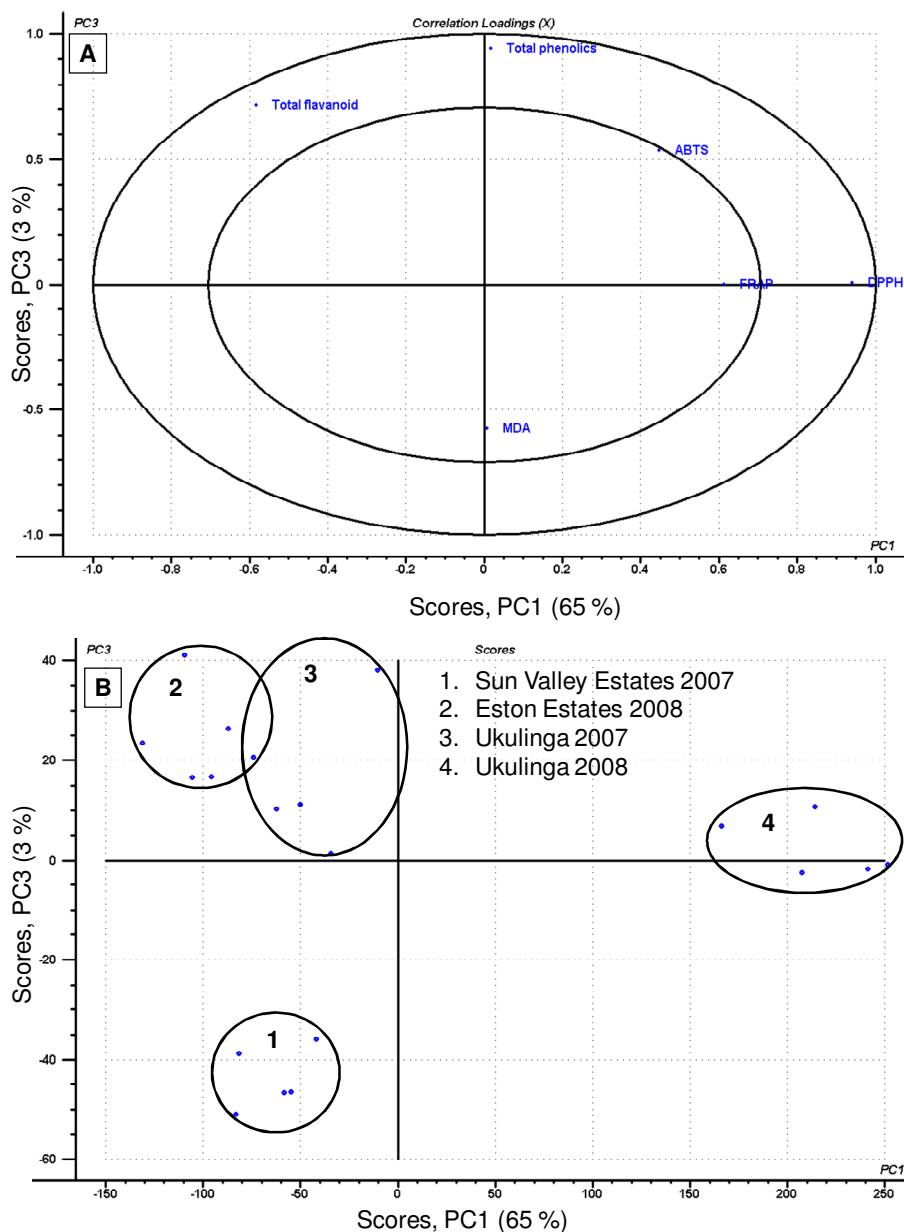 PC3
Correlation Loadings (X)
A
1.0
Total phenolics
Total flavanoid
ABTS
0.5
Scores, PC3 (3 %)
0
FRAP
DPPH
-0.5
MDA
-1.0
PC1
-1.0 -0.8 -0.6 -0.4 -0.2 0 0.2 0.4 0.6 0.8 1.0
Scores, PC1 (65 %)
PC3
Scores
B
40
2
3
1. Sun Valley Estates 2007
2. Eston Estates 2008
3. Ukulinga 2007
4. Ukulinga 2008
20
4
Scores, PC3 (3 %)
0
-20
1
-40
-60
PC1
-150 -100 -50 0 50 100 150 200 250
Scores, PC1 (65 %)